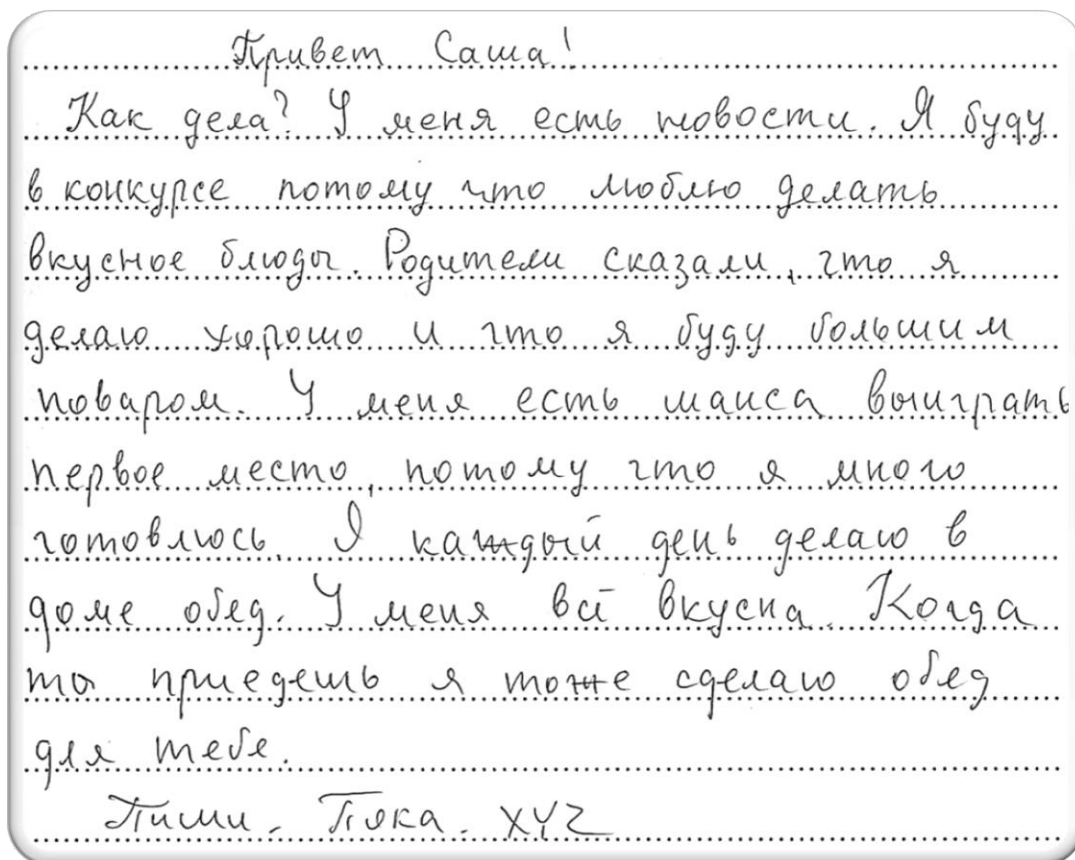 Привет Саша!
Как дела? У меня есть новости. Я буду
в конкурсе потому что люблю делать
вкусное блюды. Родители сказали, что я
делаю хорошо и что я буду большим
поваром. У меня есть шанса выиграть
первое место, потому что я много
готовлюсь. Я каждый день делаю в
доме обед. У меня всё вкусна. Когда
ты приедешь я тоже сделаю обед
для тебе.
Пиши. Пока. XYZ